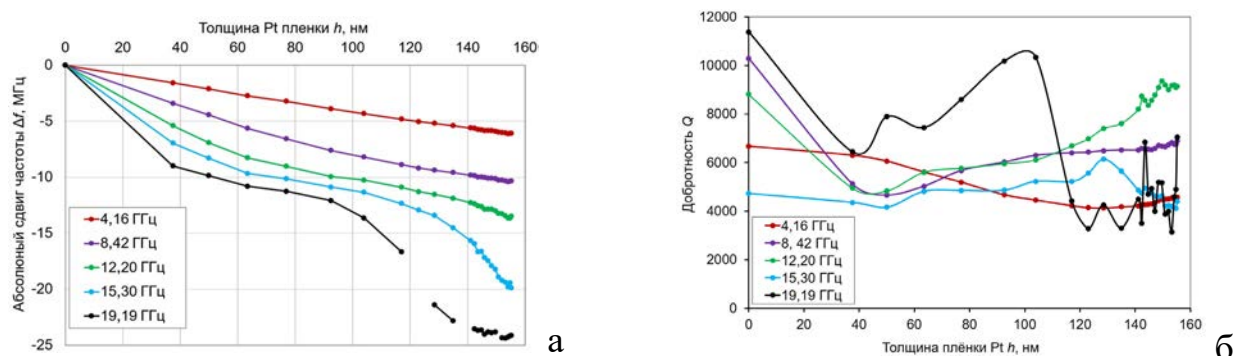 Толщина Pt пленки h, нм
0 20 40 60 80 100 120 140 160
Абсолюный сдвиг частоты Δf, МГц
0
-5
-10
-15
-20
-25
4,16 ГГц
8,42 ГГц
12,20 ГГц
15,30 ГГц
19,19 ГГц
а
Добротность Q
12000
10000
8000
6000
4000
2000
0
4,16 ГГц
8, 42 ГГц
12,20 ГГц
15,30 ГГц
19,19 ГГц
0 20 40 60 80 100 120 140 160
Толщина плёнки Pt h, нм
б